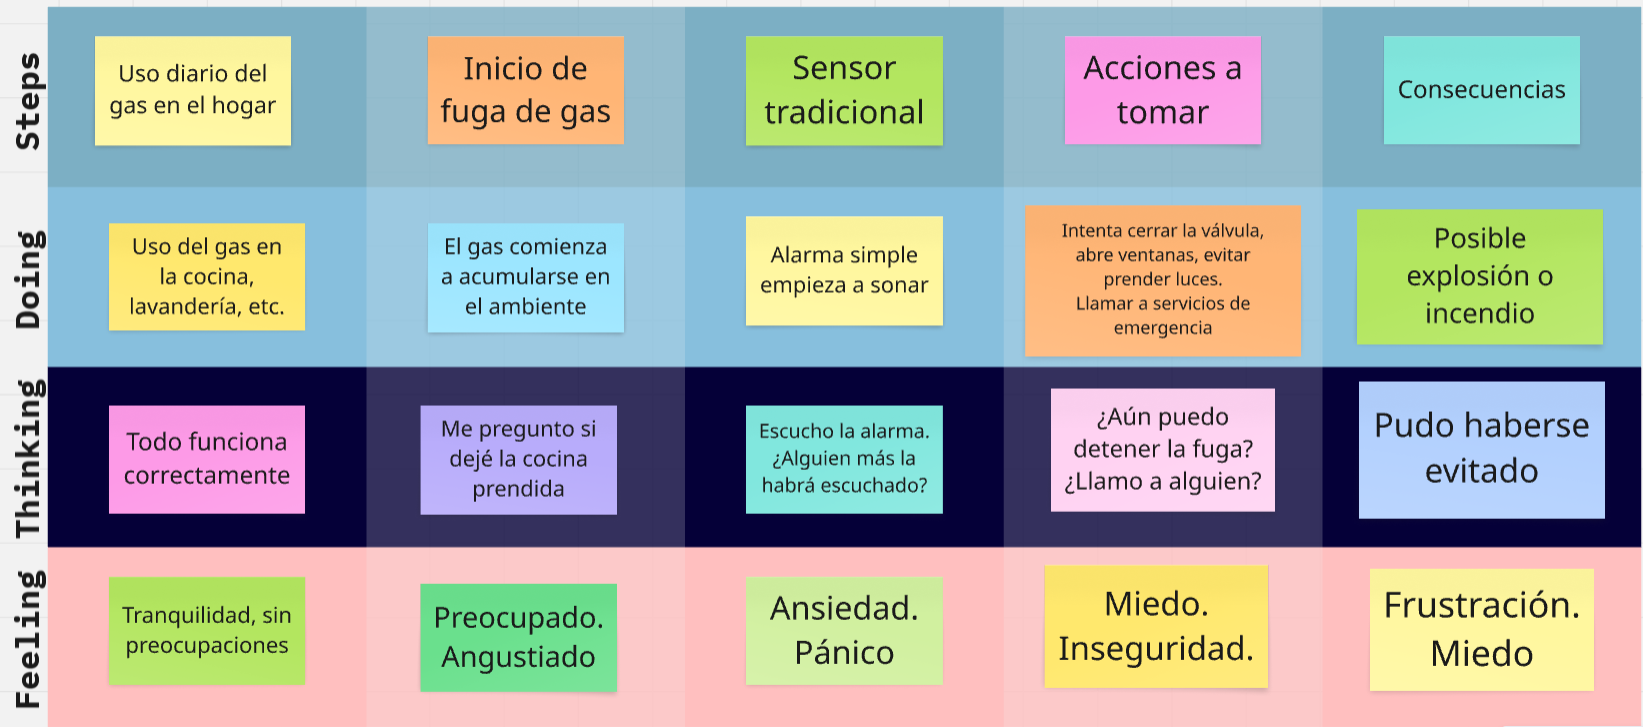 Steps
Uso diario del
gas en el hogar
Inicio de
fuga de gas
Sensor
tradicional
Acciones a
tomar
Consecuencias
Doing
Uso del gas en
la cocina,
lavandería, etc.
El gas comienza
a acumularse en
el ambiente
Alarma simple
empieza a sonar
Intenta cerrar la válvula,
abre ventanas, evitar
prender luces.
Llamar a servicios de
emergencia
Posible
explosión o
incendio
Thinking
Todo funciona
correctamente
Me pregunto si
dejé la cocina
prendida
Escucho la alarma.
¿Alguien más la
habrá escuchado?
¿Aún puedo
detener la fuga?
¿Llamo a alguien?
Pudo haberse
evitado
Feeling
Tranquilidad, sin
preocupaciones
Preocupado.
Angustiado
Ansiedad.
Pánico
Miedo.
Inseguridad.
Frustración.
Miedo